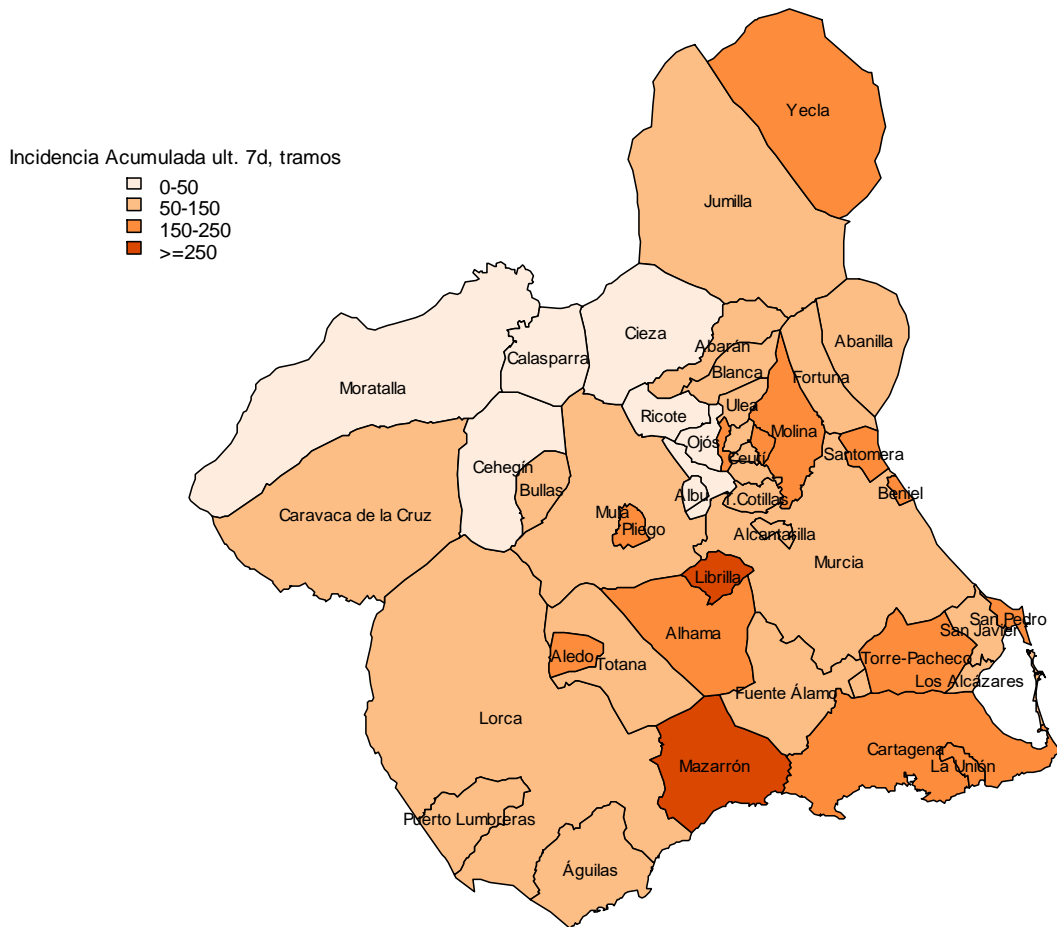 Yecla
Incidencia Acumulada ult. 7d, tramos
0-50
50-150
150-250
>=250
Jumilla
Cieza
Abarán
Abanilla
Calasparra
Blanca
Fortuna
Moratalla
Ricote
Ulea
Ojós
Molina
Santomera
Cehegín
Ceutí
Bullas
Albu
T.Cotillas
Beniel
Caravaca de la Cruz
Mula
Pliego
Alcantarilla
Murcia
Librilla
San Pedro
Alhama
San Javier
Aledo
Totana
Torre-Pacheco
Los Alcázares
Fuente Álamo
Lorca
Cartagena
Mazarrón
La Unión
Puerto Lumbreras
Águilas